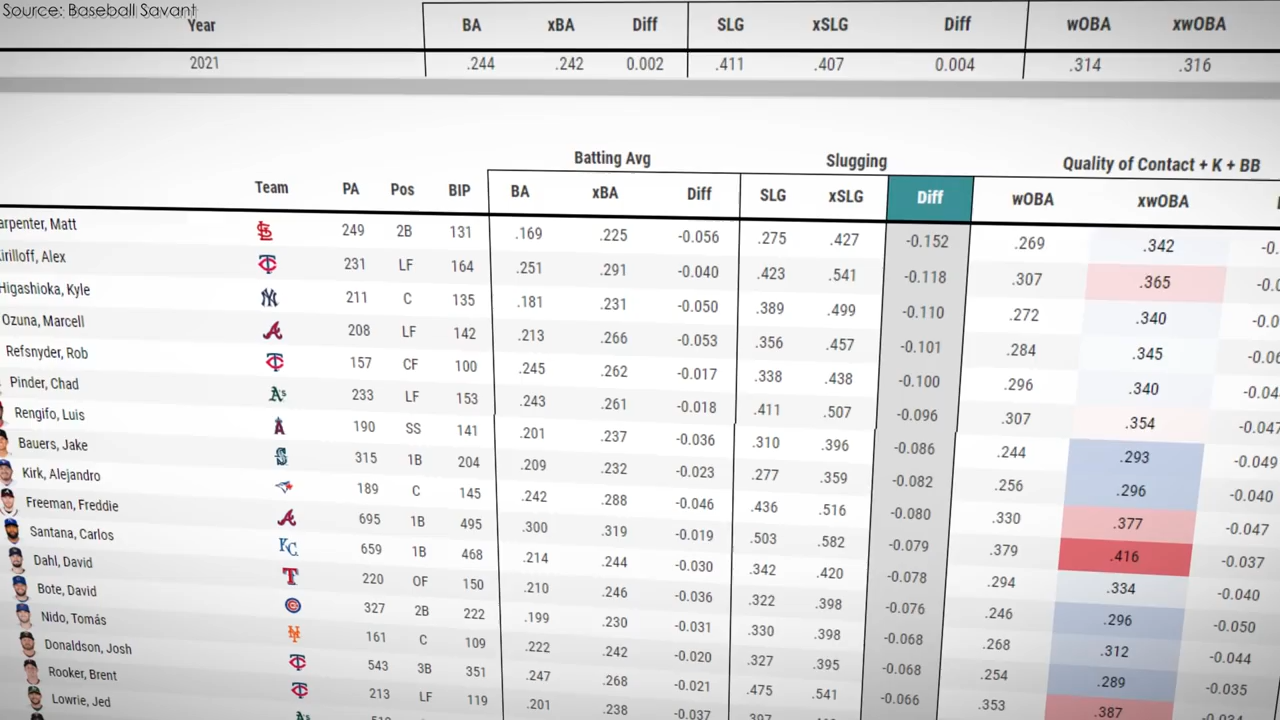 Source: Baseball Savant
Year BA xBA Diff SLG xSLG Diff wOBA xwOBA
2021 .244 .242 0.002 .411 .407 0.004 .314 .316
Batting Avg Slugging Quality of Contact + K + BB
Team PA Pos BIP BA xBA Diff SLG xSLG Diff wOBA xwOBA
arpenter, Matt 249 2B 131 .169 .225 -0.056 .275 .427 -0.152 .269 .342 -0.
irilloff, Alex 231 LF 164 .251 .291 -0.040 .423 .541 -0.118 .307 .365 -0.0
Higashioka, Kyle 211 C 135 .181 .231 -0.050 .389 .499 -0.110 .272 .340 -0.0
Ozuna, Marcell 208 LF 142 .213 .266 -0.053 .356 .457 -0.101 .284 .345 -0.06
Refsnyder, Rob 157 CF 100 .245 .262 -0.017 .338 .438 -0.100 .296 .340 -0.04
Pinder, Chad 233 LF 153 .243 .261 -0.018 .411 .507 -0.096 .307 .354 -0.047
Rengifo, Luis 190 SS 141 .201 .237 -0.036 .310 .396 -0.086 .244 .293 -0.049
Bauers, Jake 315 1B 204 .209 .232 -0.023 .277 .359 -0.082 .256 .296 -0.040
Kirk, Alejandro 189 C 145 .242 .288 -0.046 .436 .516 -0.080 .330 .377 -0.047
Freeman, Freddie 695 1B 495 .300 .319 -0.019 .503 .582 -0.079 .379 .416 -0.037
Santana, Carlos 659 1B 468 .214 .244 -0.030 .342 .420 -0.078 .294 .334 -0.040
Dahl, David 220 OF 150 .210 .246 -0.036 .322 .398 -0.076 .246 .296 -0.050
Bote, David 327 2B 222 .199 .230 -0.031 .330 .398 -0.068 .268 .312 -0.044
Nido, Tomás 161 C 109 .222 .242 -0.020 .327 .395 -0.068 .254 .289 -0.035
Donaldson, Josh 543 3B 351 .247 .268 -0.021 .475 .541 -0.066 .353 .387
Rooker, Brent 213 LF 119 .201 .238 -0.037
Lowrie, Jed